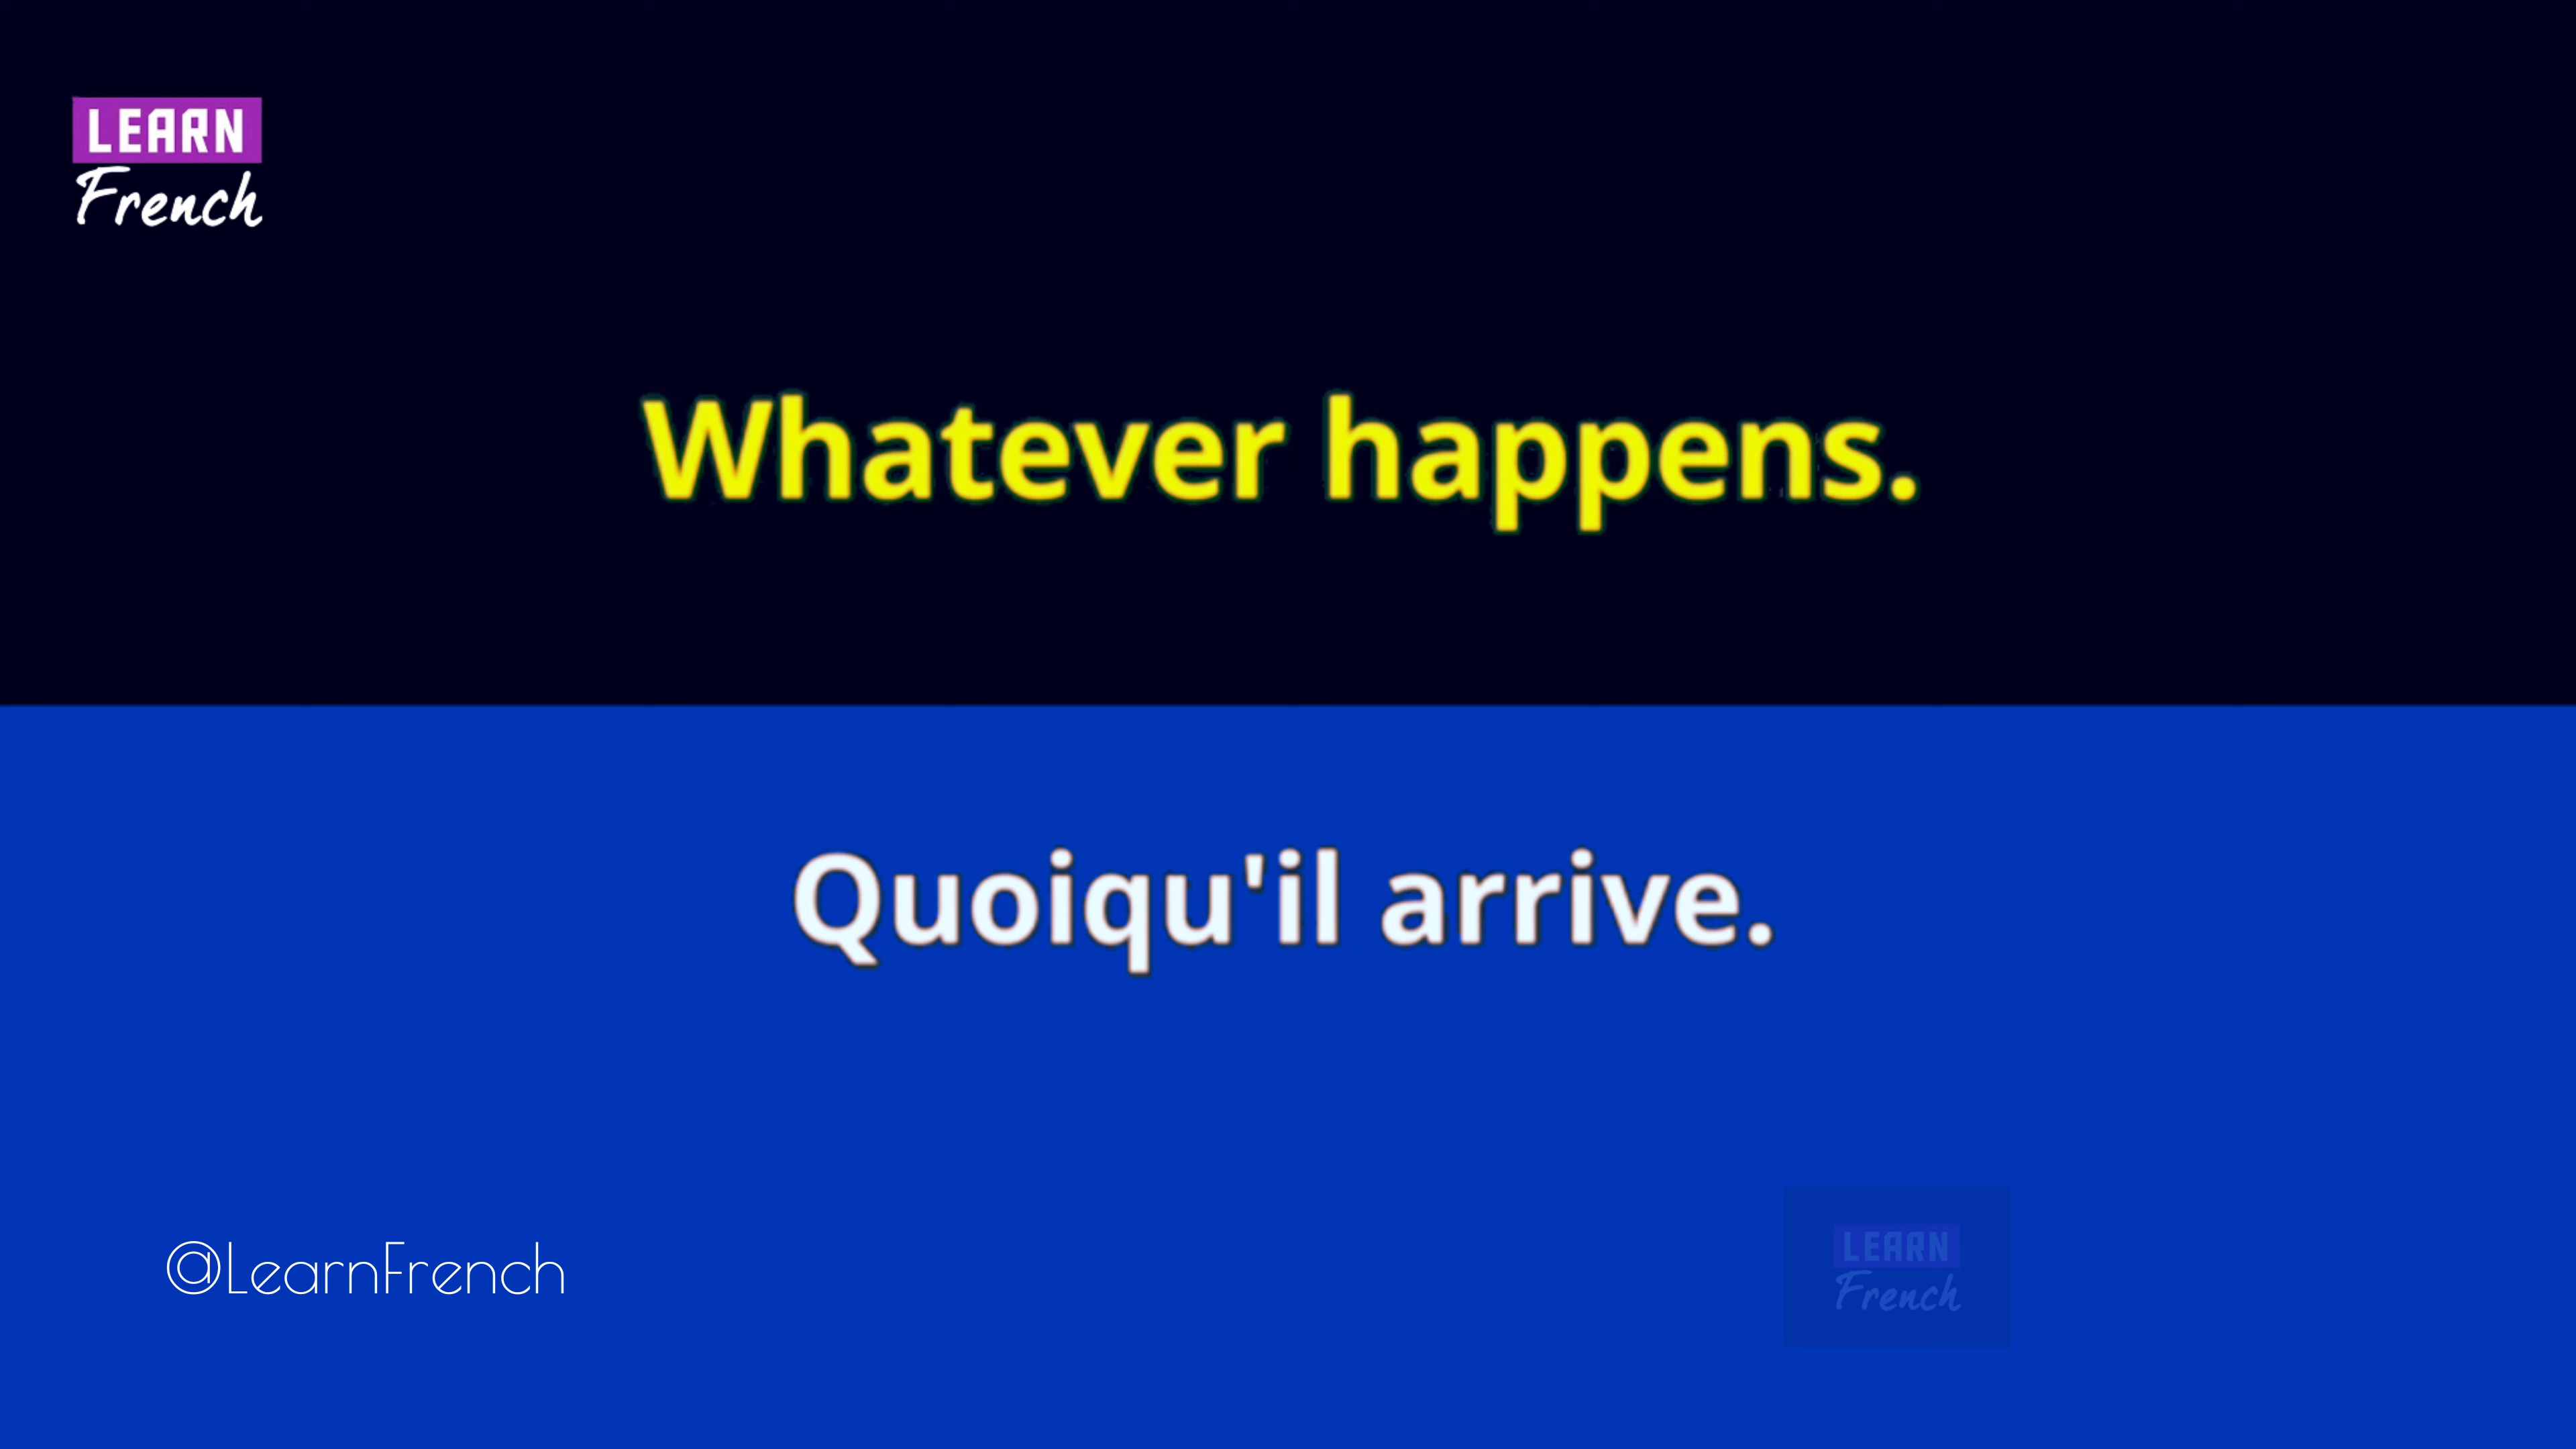 LEARN
French
Whatever happens.
Quoiqu'il arrive.
@LearnFrench
LEARN
French